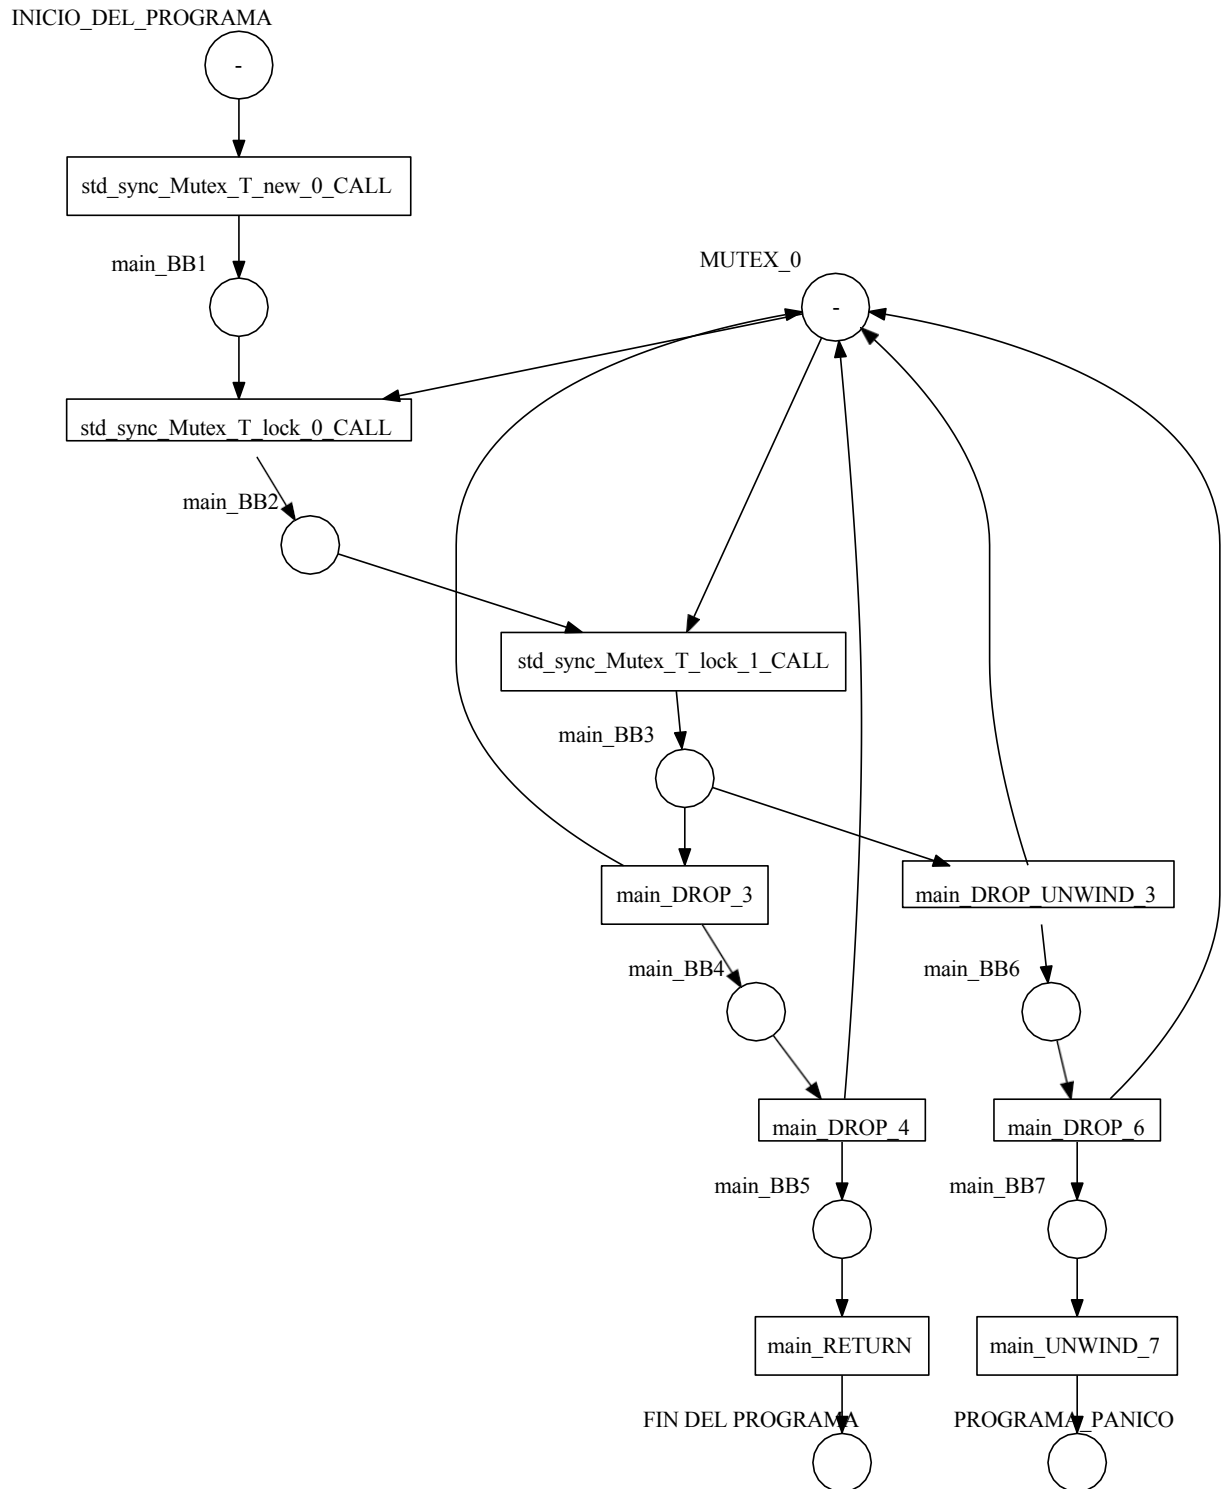 INICIO_DEL_PROGRAMA
-
std_sync_Mutex_T_new_0_CALL
main_BB1
MUTEX_0
-
std_sync_Mutex_T_lock_0_CALL
main_BB2
std_sync_Mutex_T_lock_1_CALL
main_BB3
main_DROP_3
main_DROP_UNWIND_3
main_BB4
main_BB6
main_DROP_4
main_DROP_6
main_BB5
main_BB7
main_RETURN
main_UNWIND_7
FIN DEL PROGRAMA
PROGRAMA_PANICO